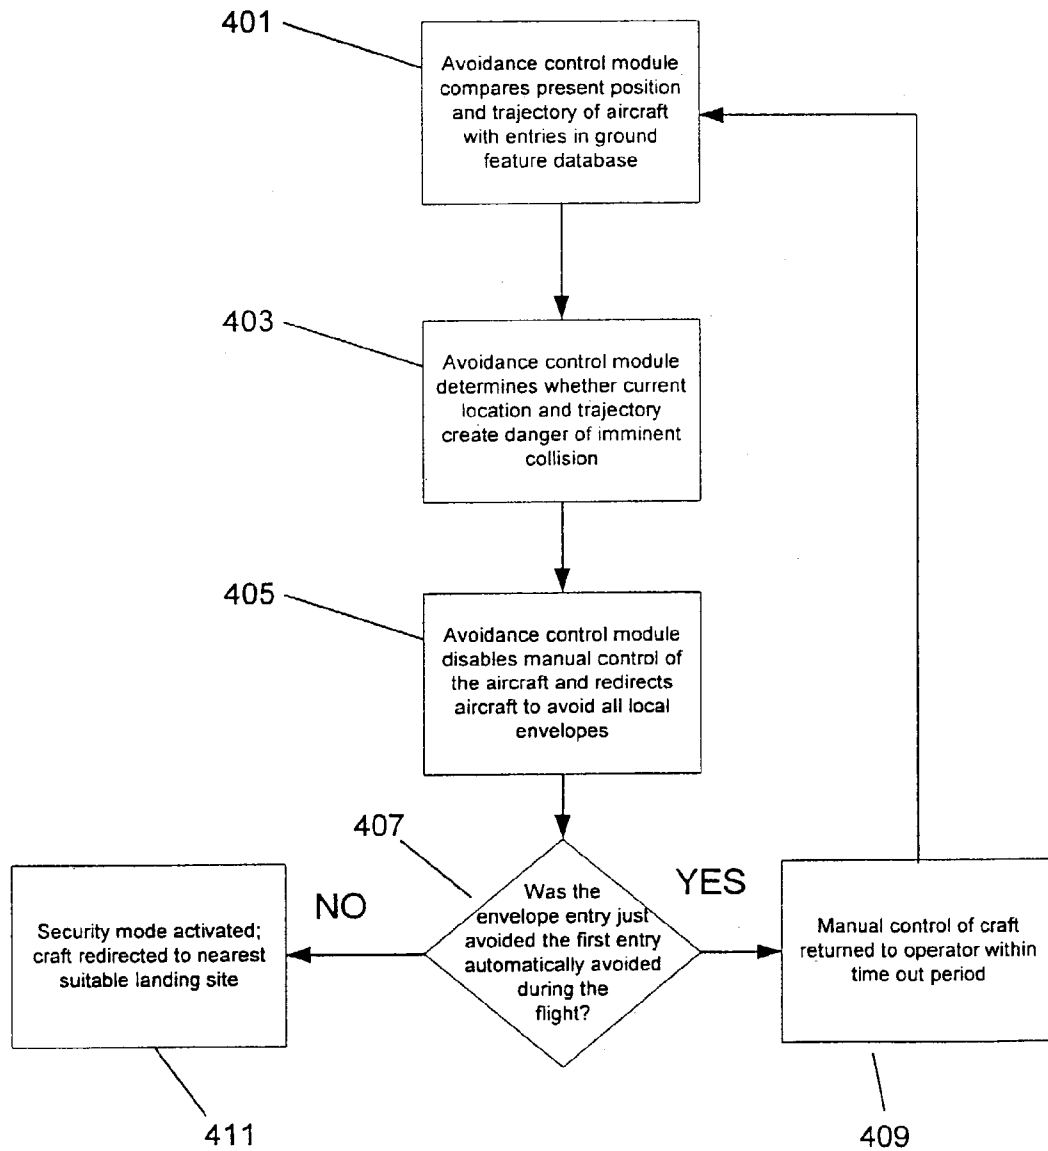 401
Avoidance control module
compares present position
and trajectory of aircraft
with entries in ground
feature database
403
Avoidance control module
determines whether current
location and trajectory
create danger of imminent
collision
405
Avoidance control module
disables manual control of
the aircraft and redirects
aircraft to avoid all local
envelopes
407
Was the
envelope entry just
avoided the first entry
automatically avoided
during the
flight?
NO
YES
Security mode activated;
craft redirected to nearest
suitable landing site
Manual control of craft
returned to operator within
time out period
411
409